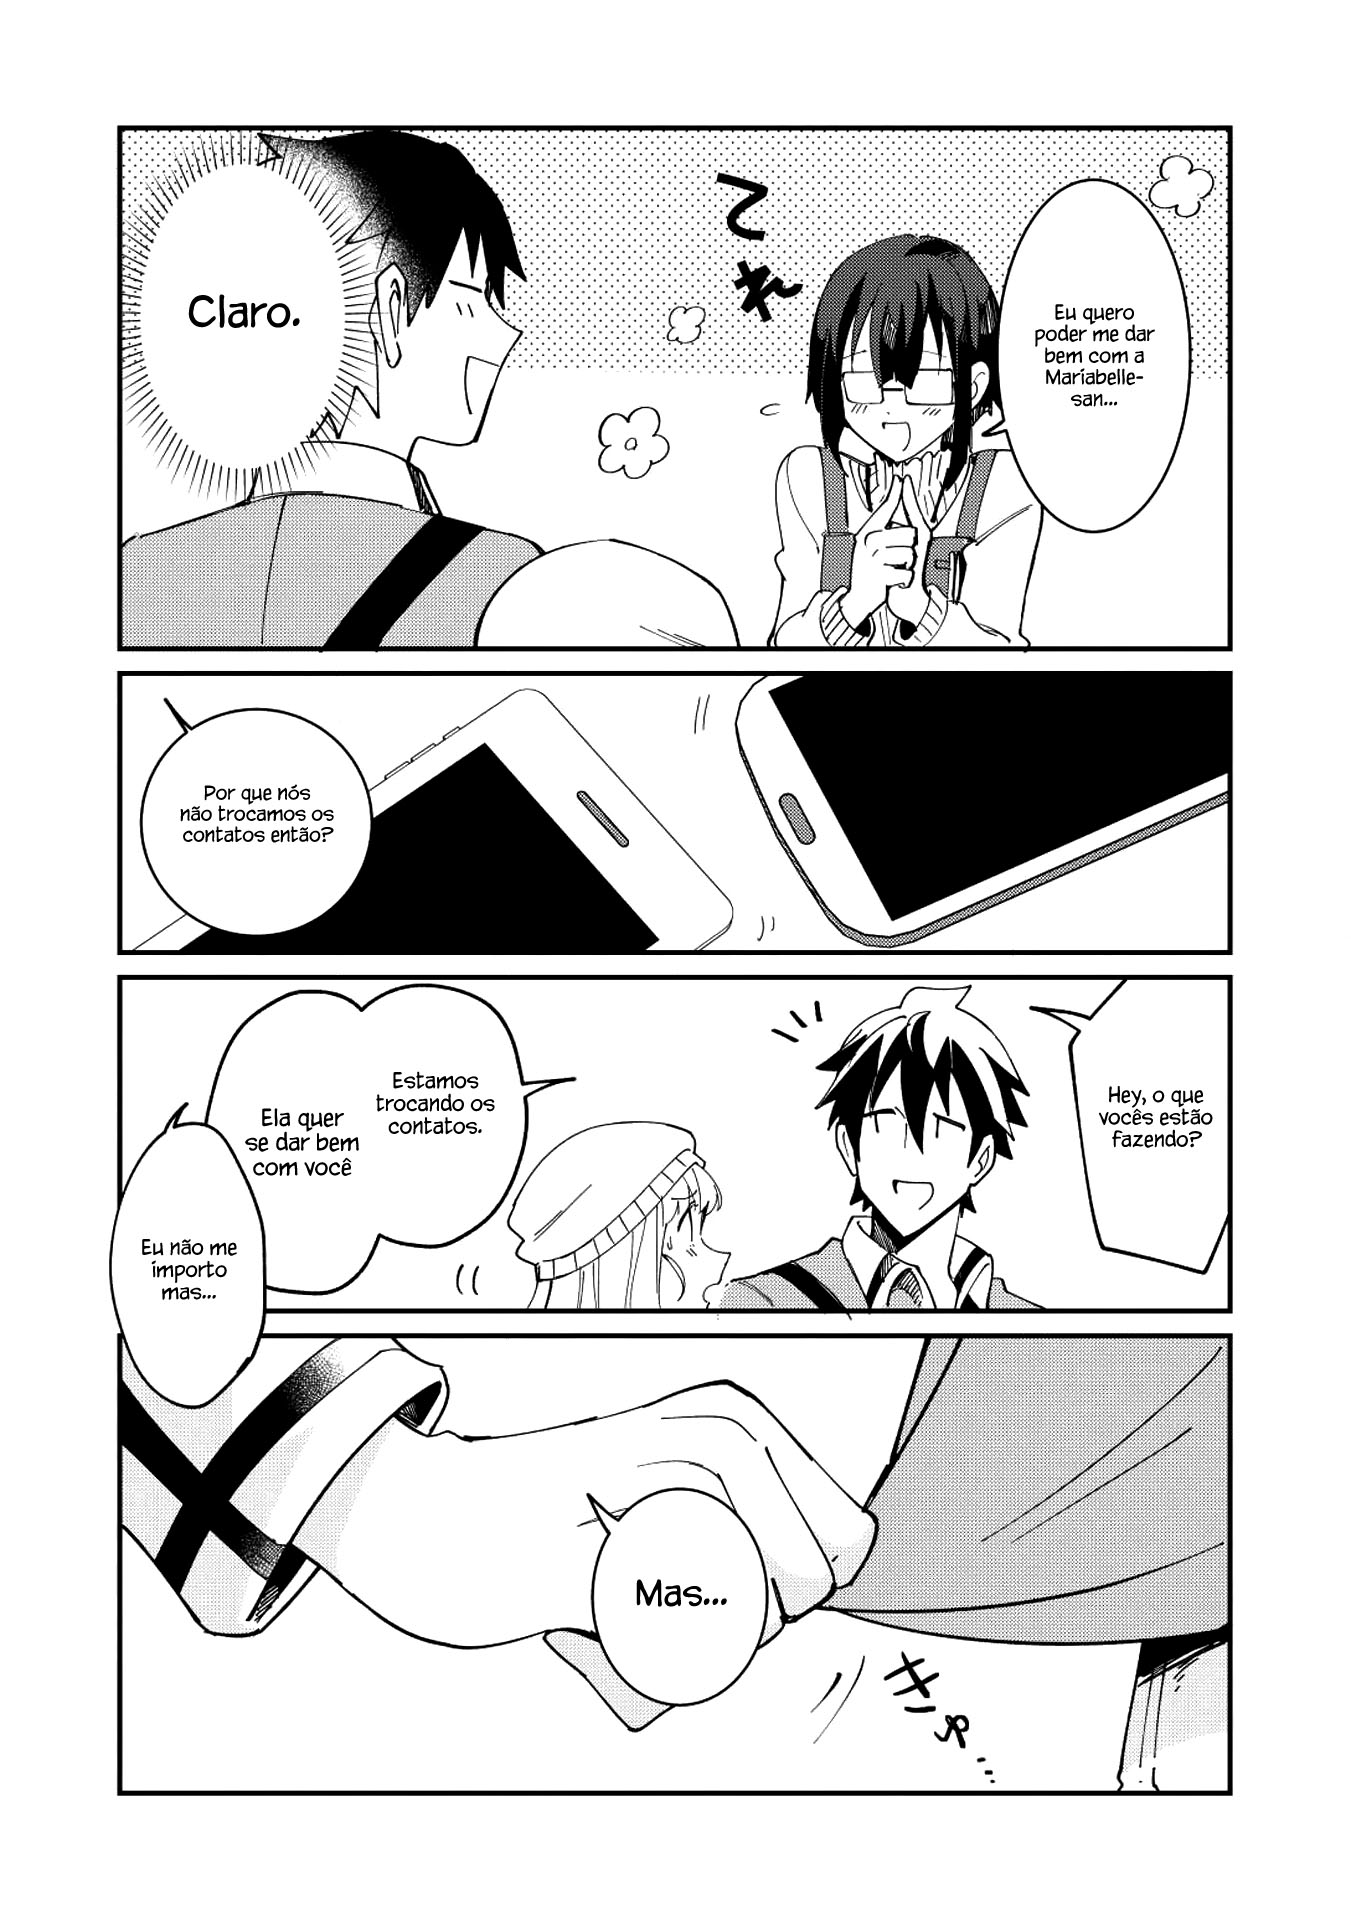 Eu quero
poder me dar
bem com a
Mariabelle-
san...
てれ
Claro.
Por que nós
não trocamos os
contatos então?
Hey, o que
vocês estão
fazendo?
Estamos
trocando os
contatos.
Ela quer
se dar bem
com você
Eu não me
importo
mas...
Mas...